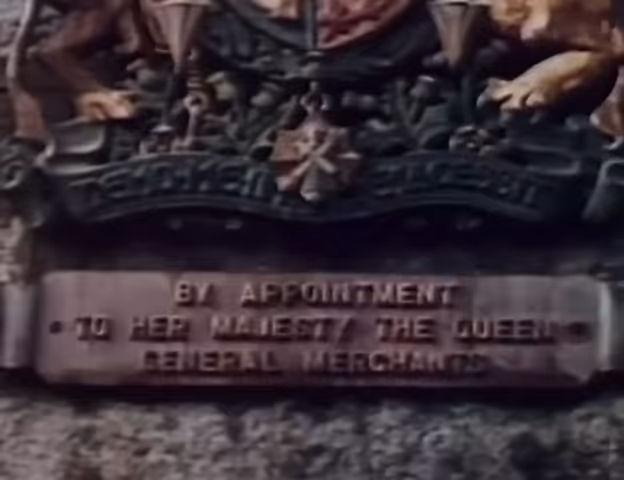 BY APPOINTMENT
TO HER MAJESTY THE QUEEN
GENERAL MERCHANTS